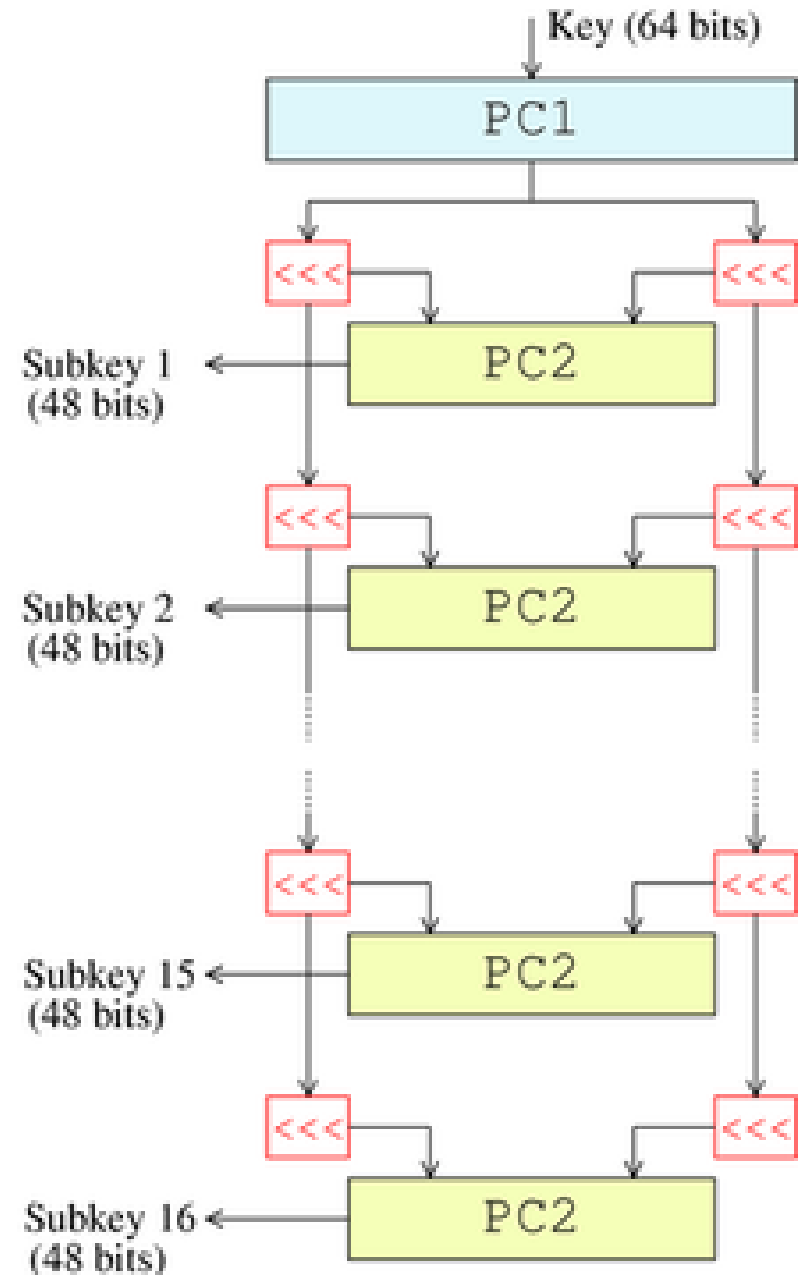 Key (64 bits)
PC1
<<< <<<
Subkey 1
(48 bits)
PC2
<<< <<<
Subkey 2
(48 bits)
PC2
<<< <<<
Subkey 15
(48 bits)
PC2
<<< <<<
Subkey 16
(48 bits)
PC2